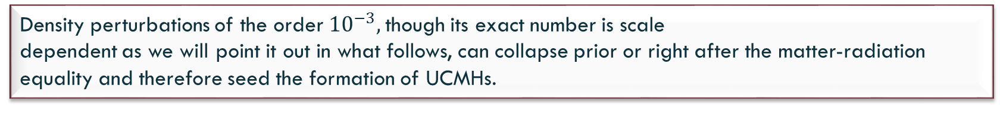 Density perturbations of the order 10⁻³, though its exact number is scale
dependent as we will point it out in what follows, can collapse prior or right after the matter-radiation
equality and therefore seed the formation of UCMHs.